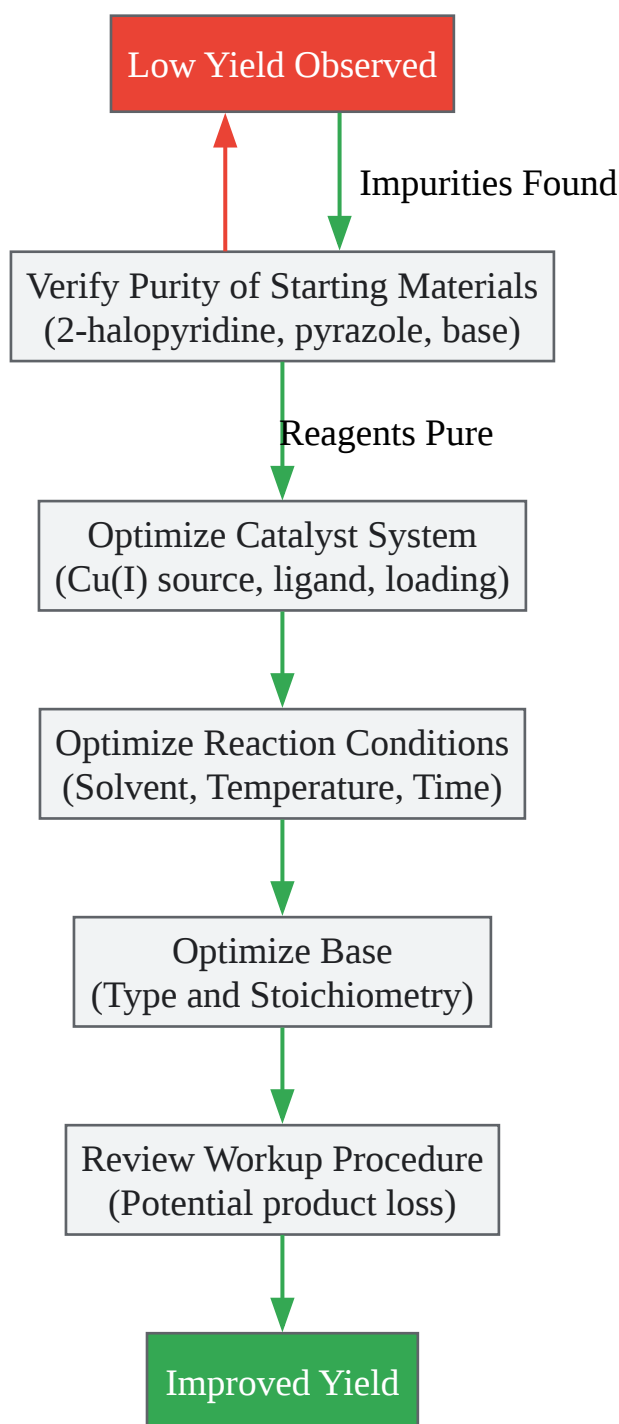 Low Yield Observed
Impurities Found
Verify Purity of Starting Materials
(2-halopyridine, pyrazole, base)
Reagents Pure
Optimize Catalyst System
(Cu(I) source, ligand, loading)
Optimize Reaction Conditions
(Solvent, Temperature, Time)
Optimize Base
(Type and Stoichiometry)
Review Workup Procedure
(Potential product loss)
Improved Yield